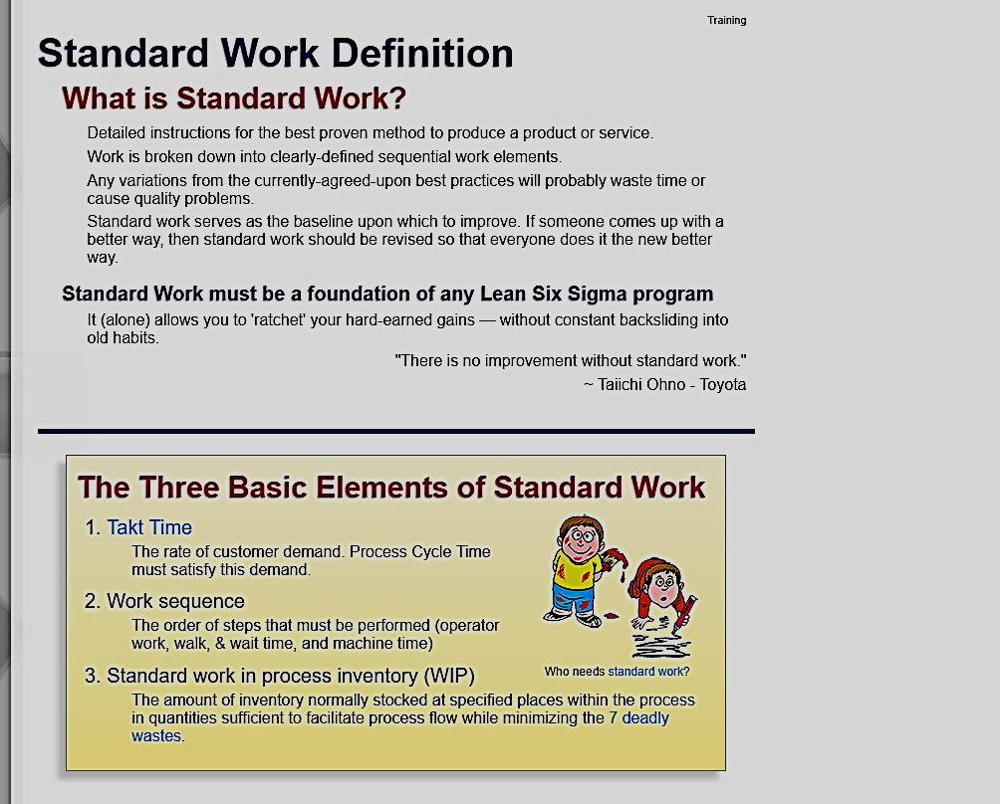 Training
Standard Work Definition
What is Standard Work?
Detailed instructions for the best proven method to produce a product or service.
Work is broken down into clearly-defined sequential work elements.
Any variations from the currently-agreed-upon best practices will probably waste time or
cause quality problems.
Standard work serves as the baseline upon which to improve. If someone comes up with a
better way, then standard work should be revised so that everyone does it the new better
way.
Standard Work must be a foundation of any Lean Six Sigma program
It (alone) allows you to 'ratchet' your hard-earned gains — without constant backsliding into
old habits.
"There is no improvement without standard work."
~ Taiichi Ohno - Toyota
The Three Basic Elements of Standard Work
1. Takt Time
The rate of customer demand. Process Cycle Time
must satisfy this demand.
2. Work sequence
The order of steps that must be performed (operator
work, walk, & wait time, and machine time)
3. Standard work in process inventory (WIP)
The amount of inventory normally stocked at specified places within the process
in quantities sufficient to facilitate process flow while minimizing the 7 deadly
wastes.
Who needs standard work?